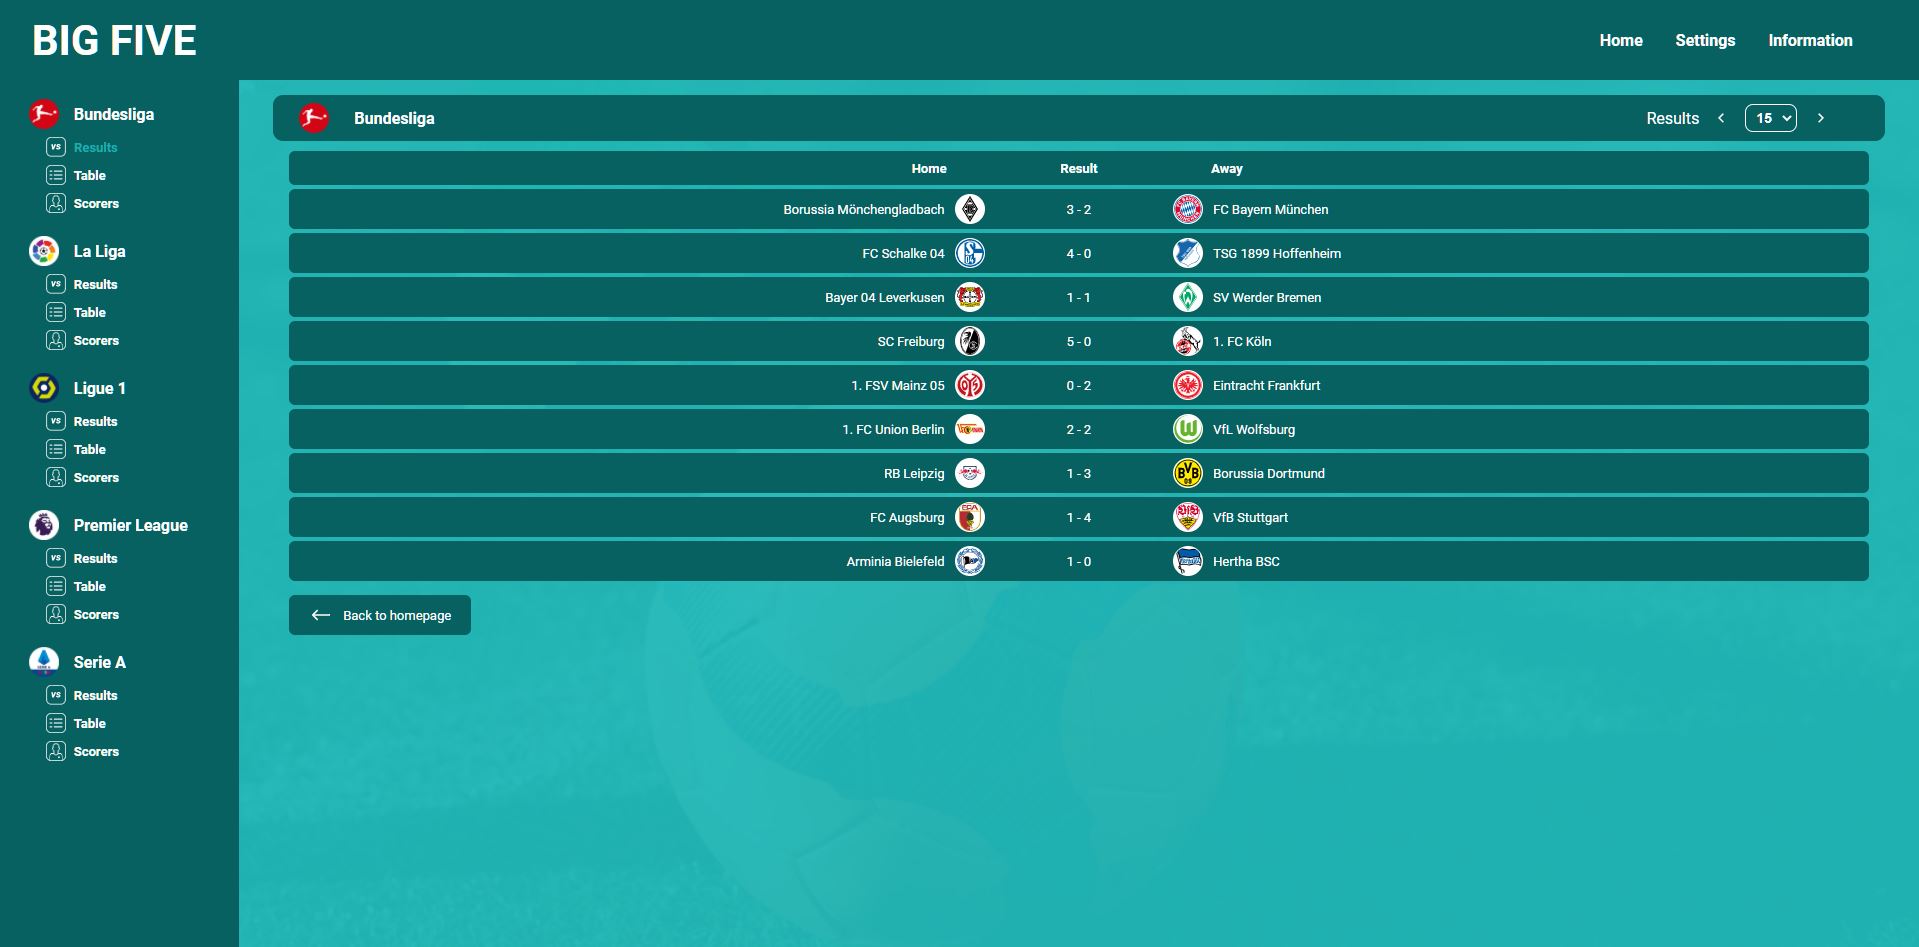 BIG FIVE
Home Settings Information
Bundesliga
Results
Table
Scorers
La Liga
Results
Table
Scorers
Ligue 1
Results
Table
Scorers
Premier League
Results
Table
Scorers
Serie A
Results
Table
Scorers
Bundesliga Results 15
Home Result Away
Borussia Mönchengladbach 3 - 2 FC Bayern München
FC Schalke 04 4 - 0 TSG 1899 Hoffenheim
Bayer 04 Leverkusen 1 - 1 SV Werder Bremen
SC Freiburg 5 - 0 1. FC Köln
1. FSV Mainz 05 0 - 2 Eintracht Frankfurt
1. FC Union Berlin 2 - 2 VfL Wolfsburg
RB Leipzig 1 - 3 Borussia Dortmund
FC Augsburg 1 - 4 VfB Stuttgart
Arminia Bielefeld 1 - 0 Hertha BSC
Back to homepage